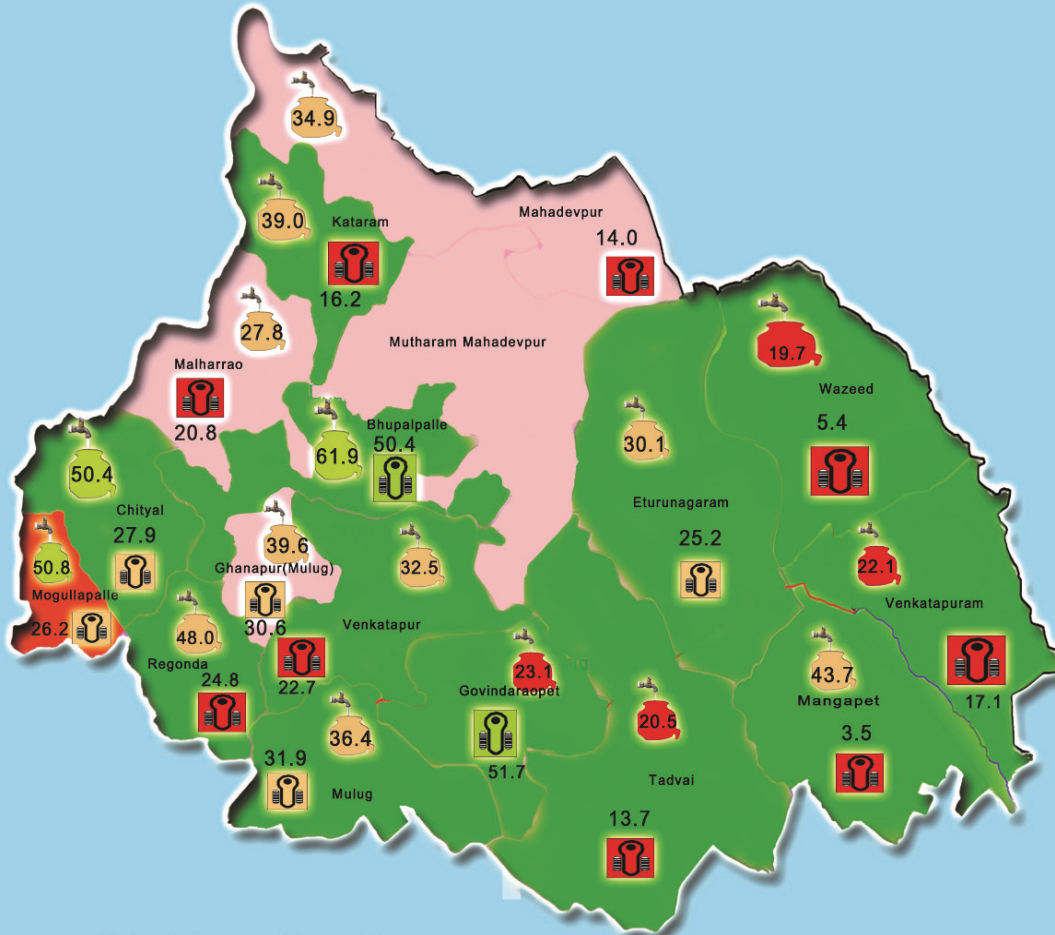 34.9
39.0
Kataram
16.2
Mahadevpur
14.0
27.8
Malharrao
20.8
Mutharam Mahadevpur
19.7
Wazeed
5.4
Bhupalpalle
50.4
61.9
30.1
Eturunagaram
25.2
50.4
Chityal
27.9
50.8
Mogullapalle
26.2
39.6
Ghanapur(Mulug)
30.6
32.5
Venkatapur
22.7
22.1
Venkatapuram
17.1
48.0
Regonda
24.8
23.1
Govindaraopet
51.7
43.7
Mangapet
3.5
36.4
31.9
Mulug
20.5
Tadvai
13.7